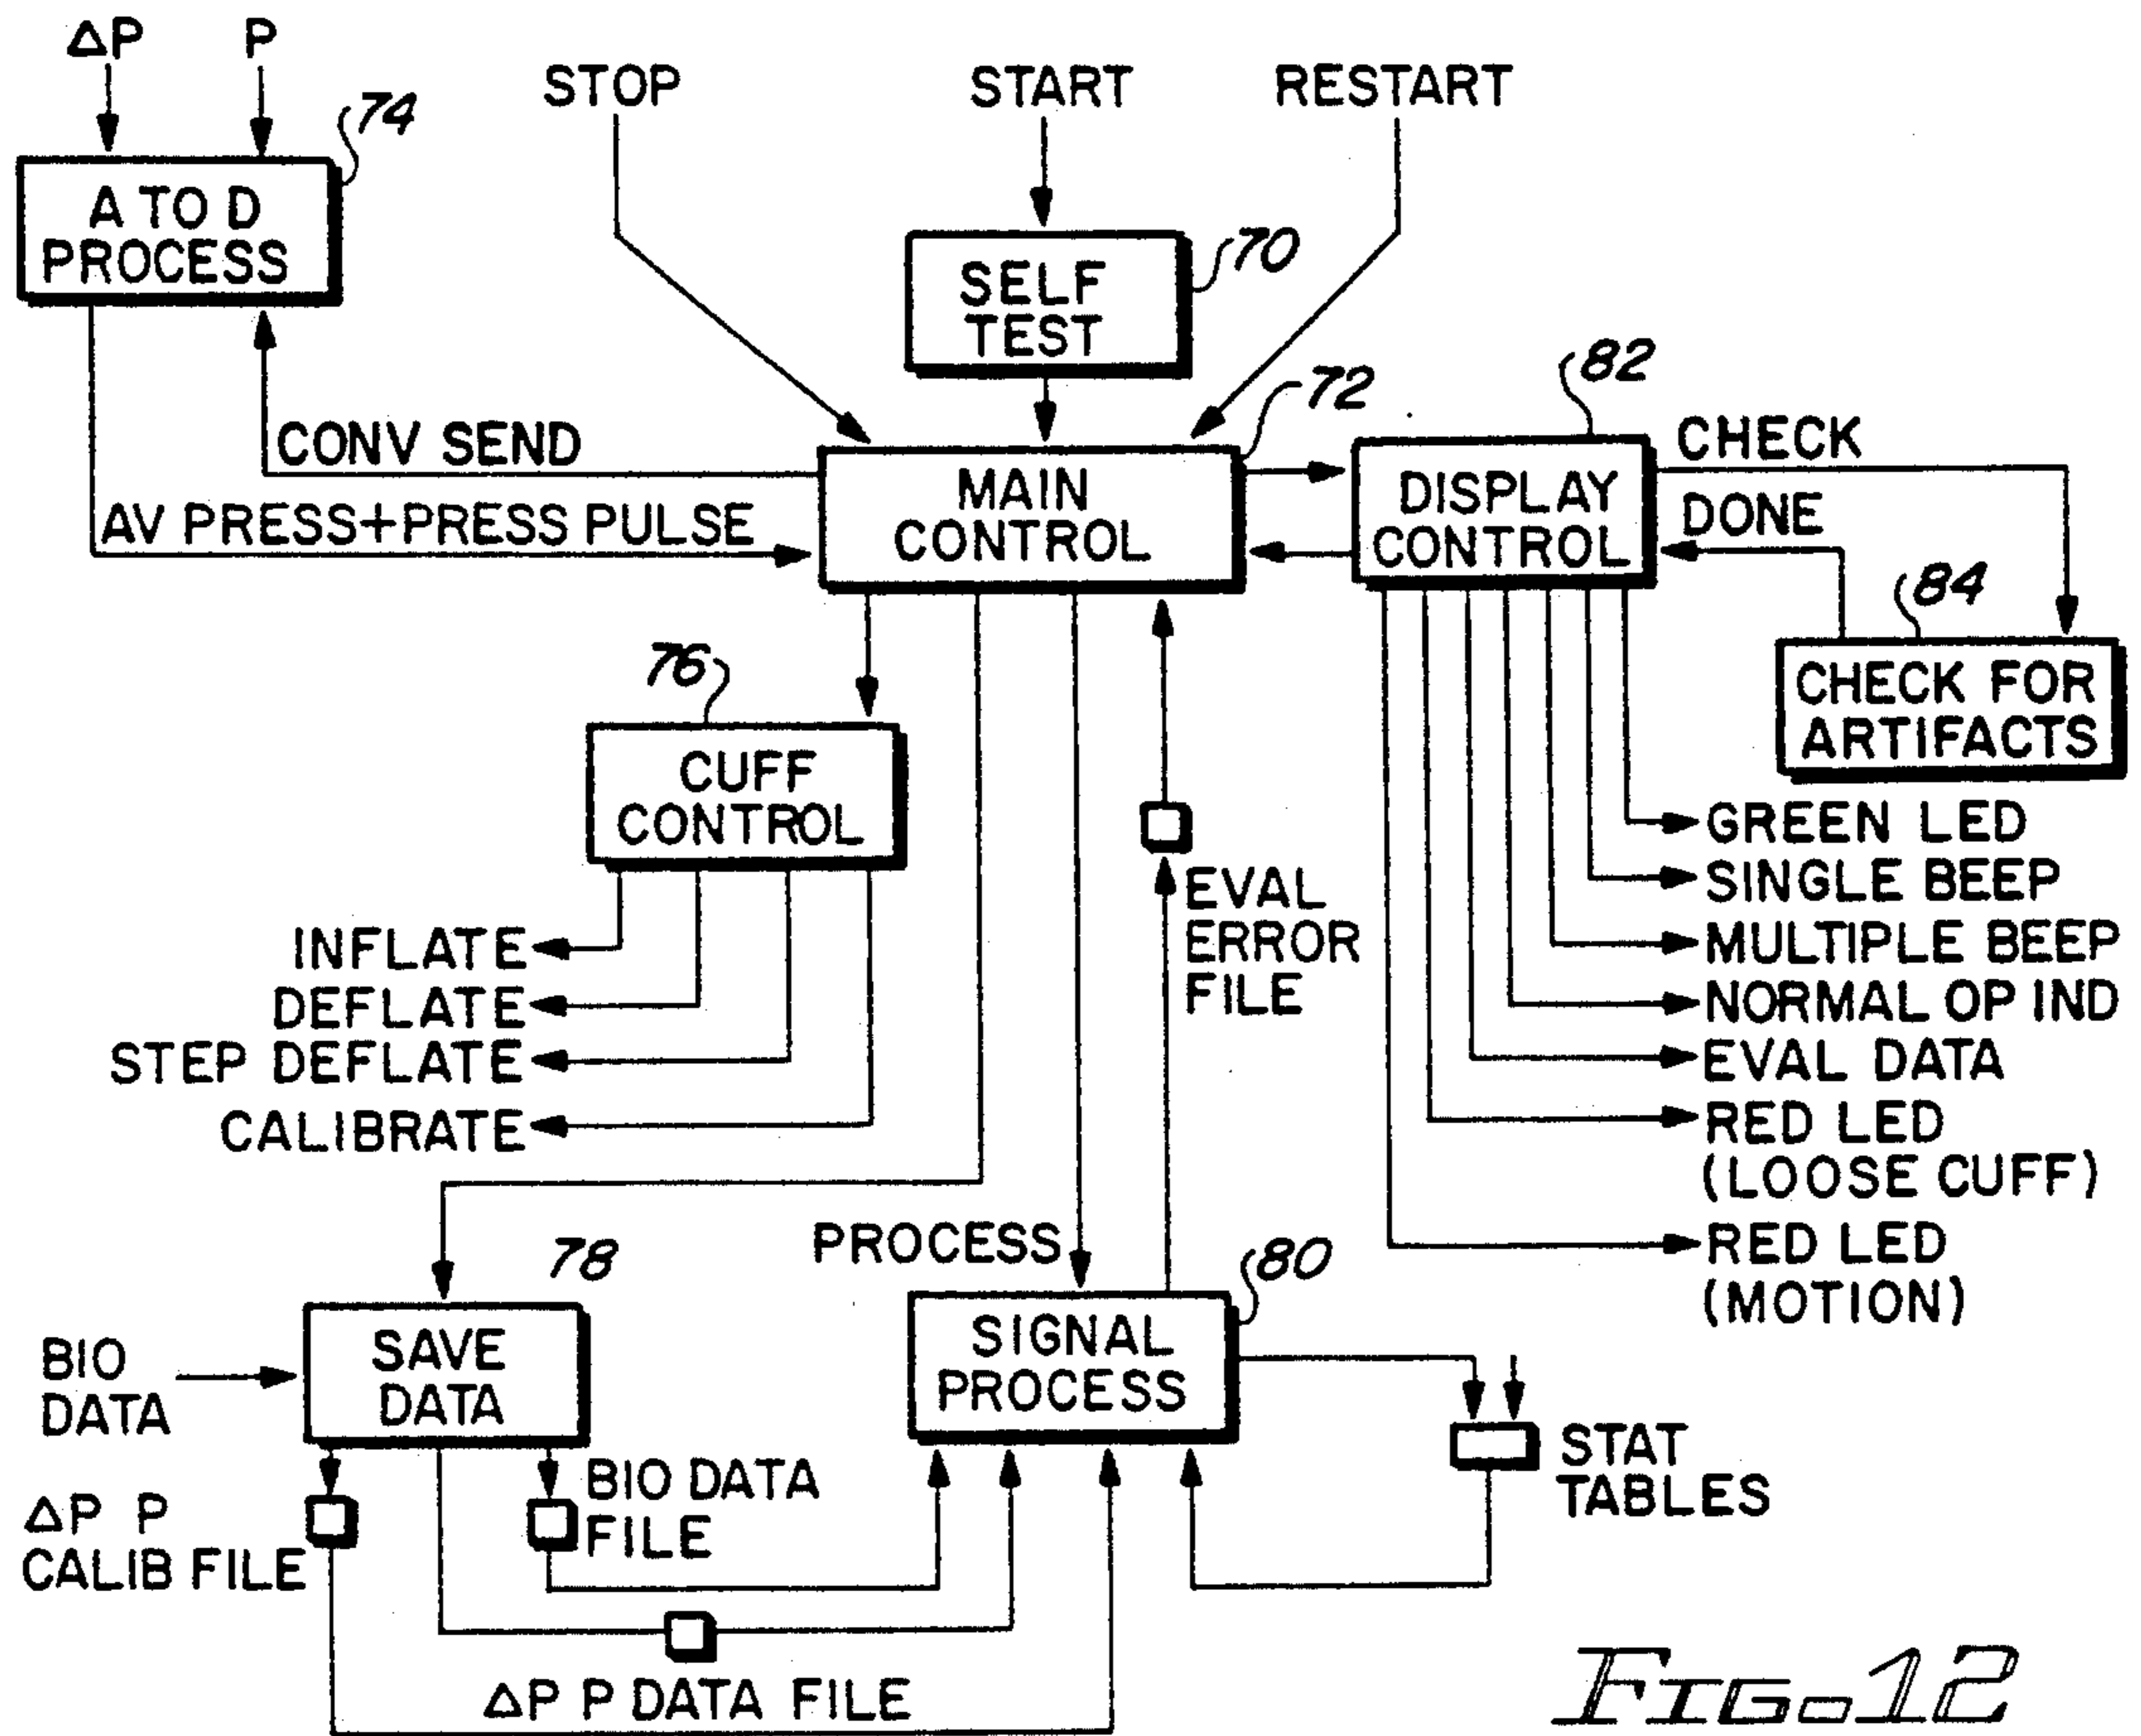 ΔP P
STOP START RESTART
74
A TO D
PROCESS
70
SELF
TEST
72
82
CONV SEND
AV PRESS+PRESS PULSE
MAIN
CONTROL
DISPLAY
CONTROL
CHECK
DONE
84
CHECK FOR
ARTIFACTS
76
CUFF
CONTROL
INFLATE
DEFLATE
STEP DEFLATE
CALIBRATE
EVAL
ERROR
FILE
GREEN LED
SINGLE BEEP
MULTIPLE BEEP
NORMAL OP IND
EVAL DATA
RED LED
(LOOSE CUFF)
RED LED
(MOTION)
78
PROCESS
80
BIO
DATA
SAVE
DATA
SIGNAL
PROCESS
STAT
TABLES
ΔP P
CALIB FILE
BIO DATA
FILE
ΔP P DATA FILE
FIG. 12